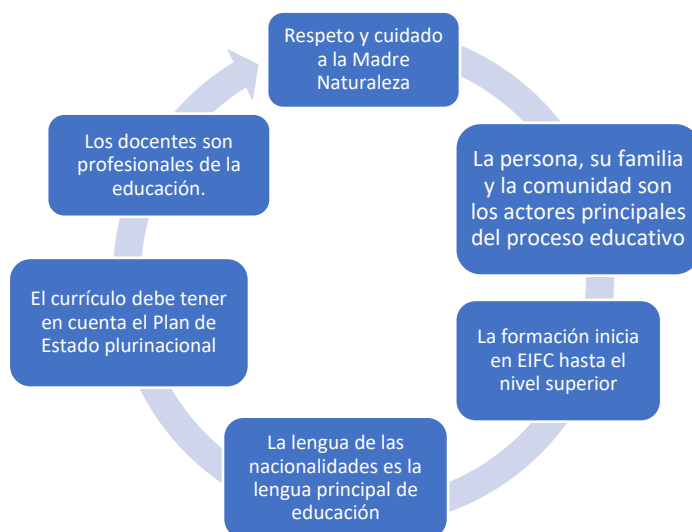 Respeto y cuidado
a la Madre
Naturaleza
La persona, su familia
y la comunidad son
los actores principales
del proceso educativo
La formación inicia
en EIFC hasta el
nivel superior
La lengua de las
nacionalidades es la
lengua principal de
educación
El currículo debe tener
en cuenta el Plan de
Estado plurinacional
Los docentes son
profesionales de la
educación.